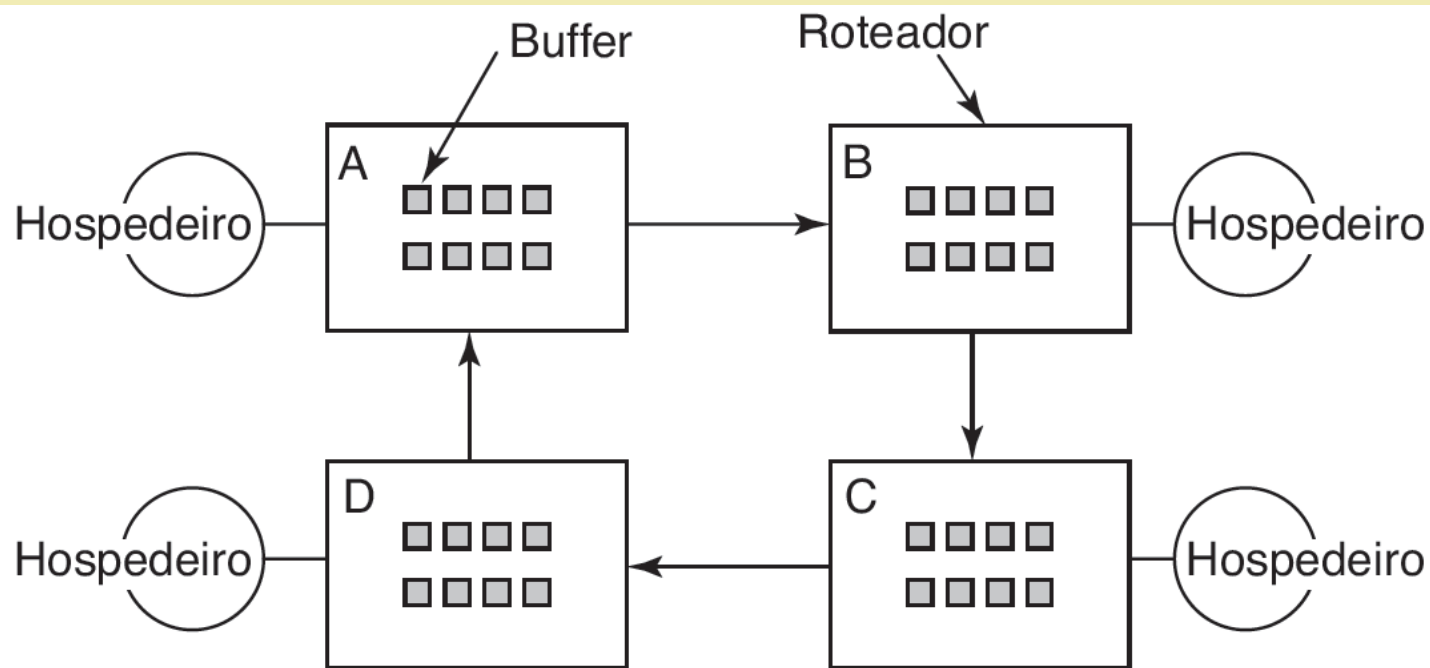 Buffer
Roteador
A
B
Hospedeiro
Hospedeiro
D
C
Hospedeiro
Hospedeiro